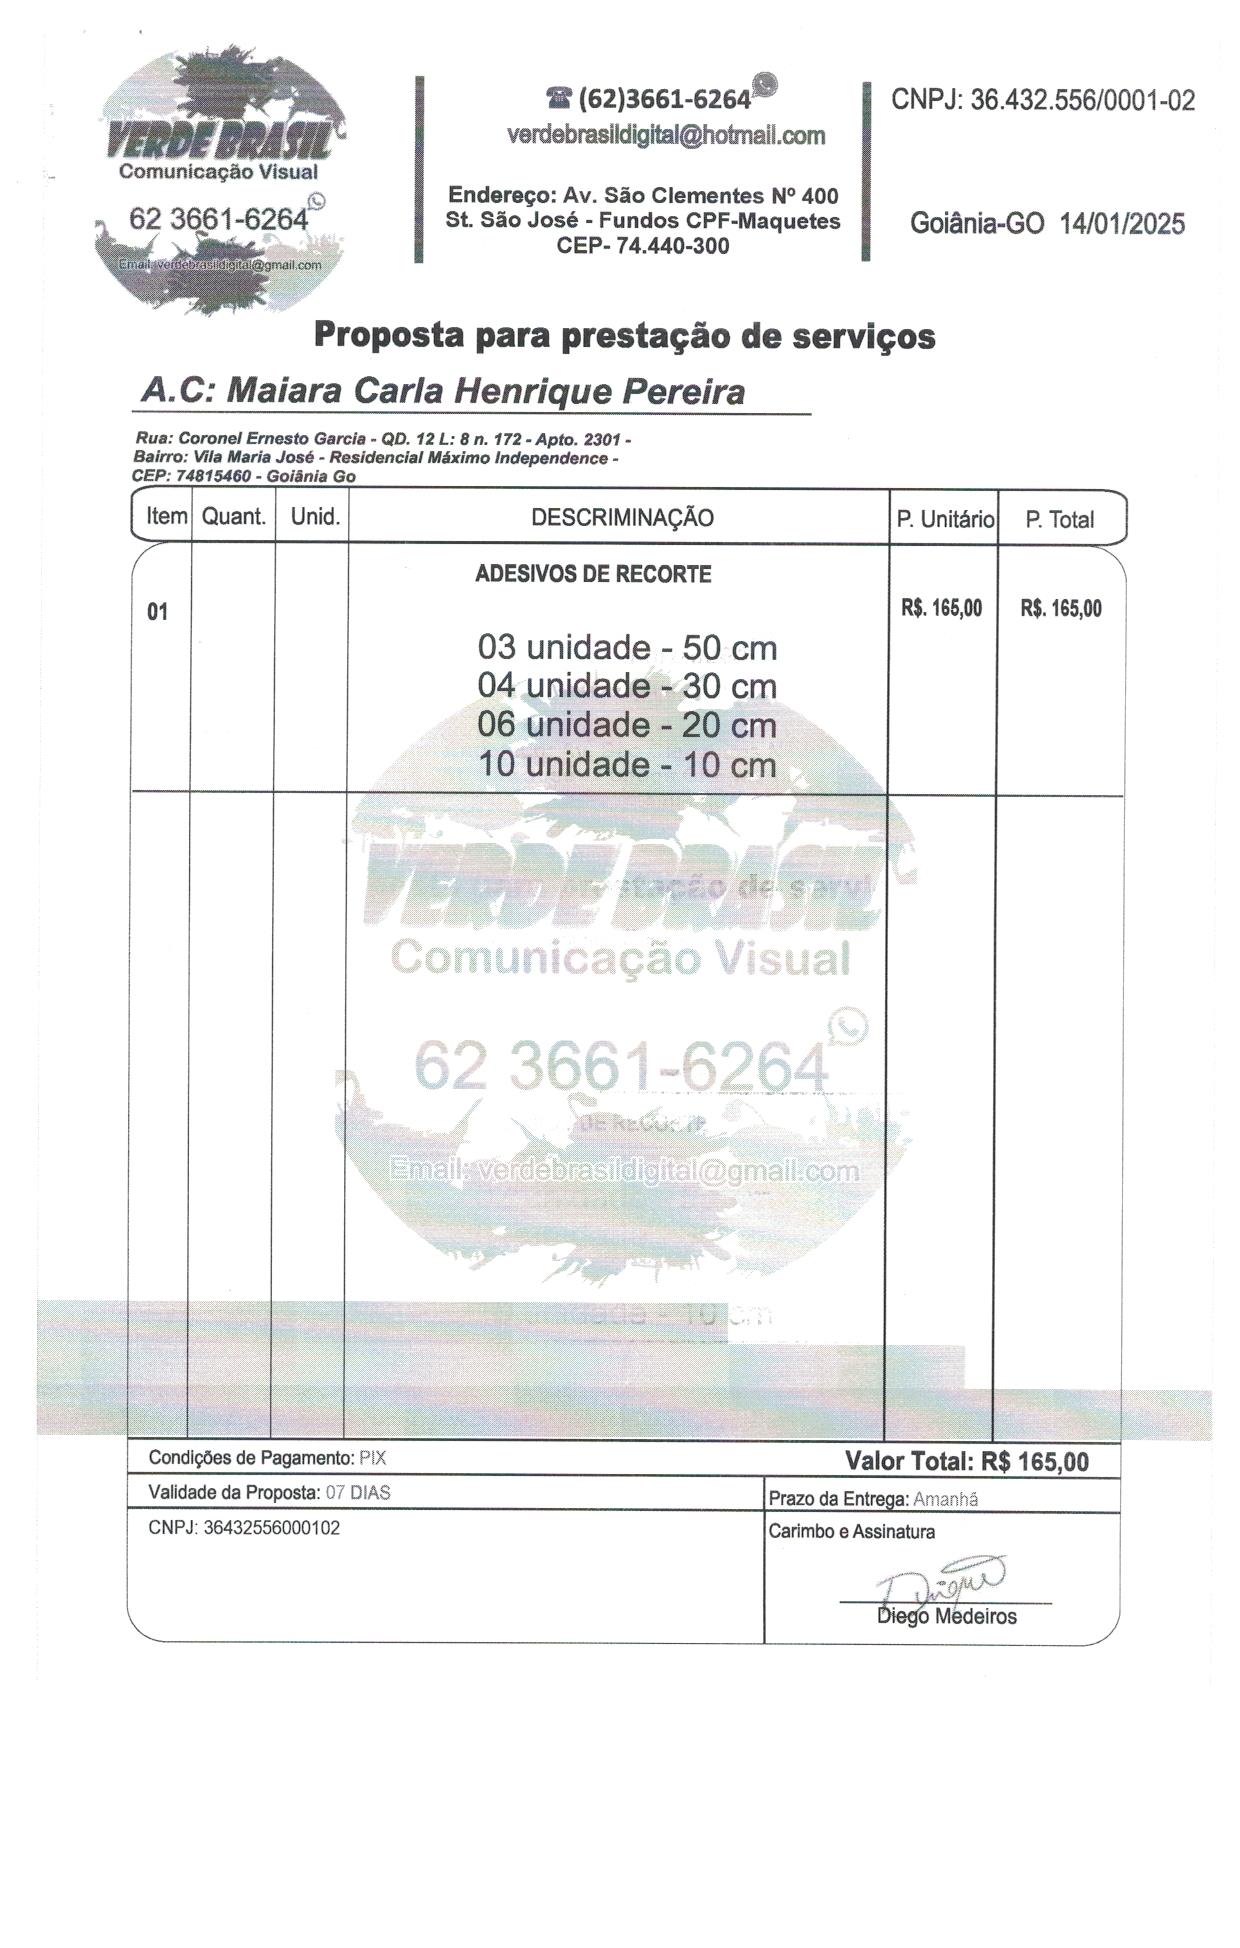 VERDE BRASIL
Comunicação Visual
62 3661-6264
Email: verdebrasildigital@gmail.com
☎ (62)3661-6264
verdebrasildigital@hotmail.com
Endereço: Av. São Clementes Nº 400
St. São José - Fundos CPF-Maquetes
CEP- 74.440-300
CNPJ: 36.432.556/0001-02
Goiânia-GO 14/01/2025
Proposta para prestação de serviços
A.C: Maiara Carla Henrique Pereira
Rua: Coronel Ernesto Garcia - QD. 12 L: 8 n. 172 - Apto. 2301 -
Bairro: Vila Maria José - Residencial Máximo Independence -
CEP: 74815460 - Goiânia Go
Item Quant. Unid. DESCRIMINAÇÃO P. Unitário P. Total
ADESIVOS DE RECORTE
01 R$. 165,00 R$. 165,00
03 unidade - 50 cm
04 unidade - 30 cm
06 unidade - 20 cm
10 unidade - 10 cm
VERDE BRASIL
Comunicação Visual
62 3661-6264
Email: verdebrasildigital@gmail.com
unidade - 10 cm
Condições de Pagamento: PIX Valor Total: R$ 165,00
Validade da Proposta: 07 DIAS
Prazo da Entrega: Amanhã
CNPJ: 36432556000102
Carimbo e Assinatura
Diego Medeiros